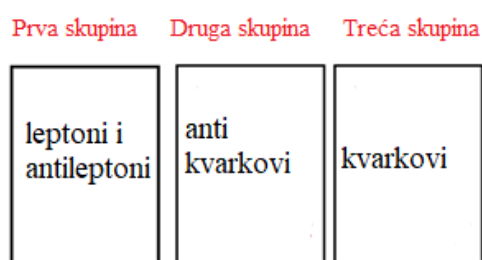 Prva skupina
Druga skupina
Treća skupina
leptoni i
antileptoni
anti
kvarkovi
kvarkovi